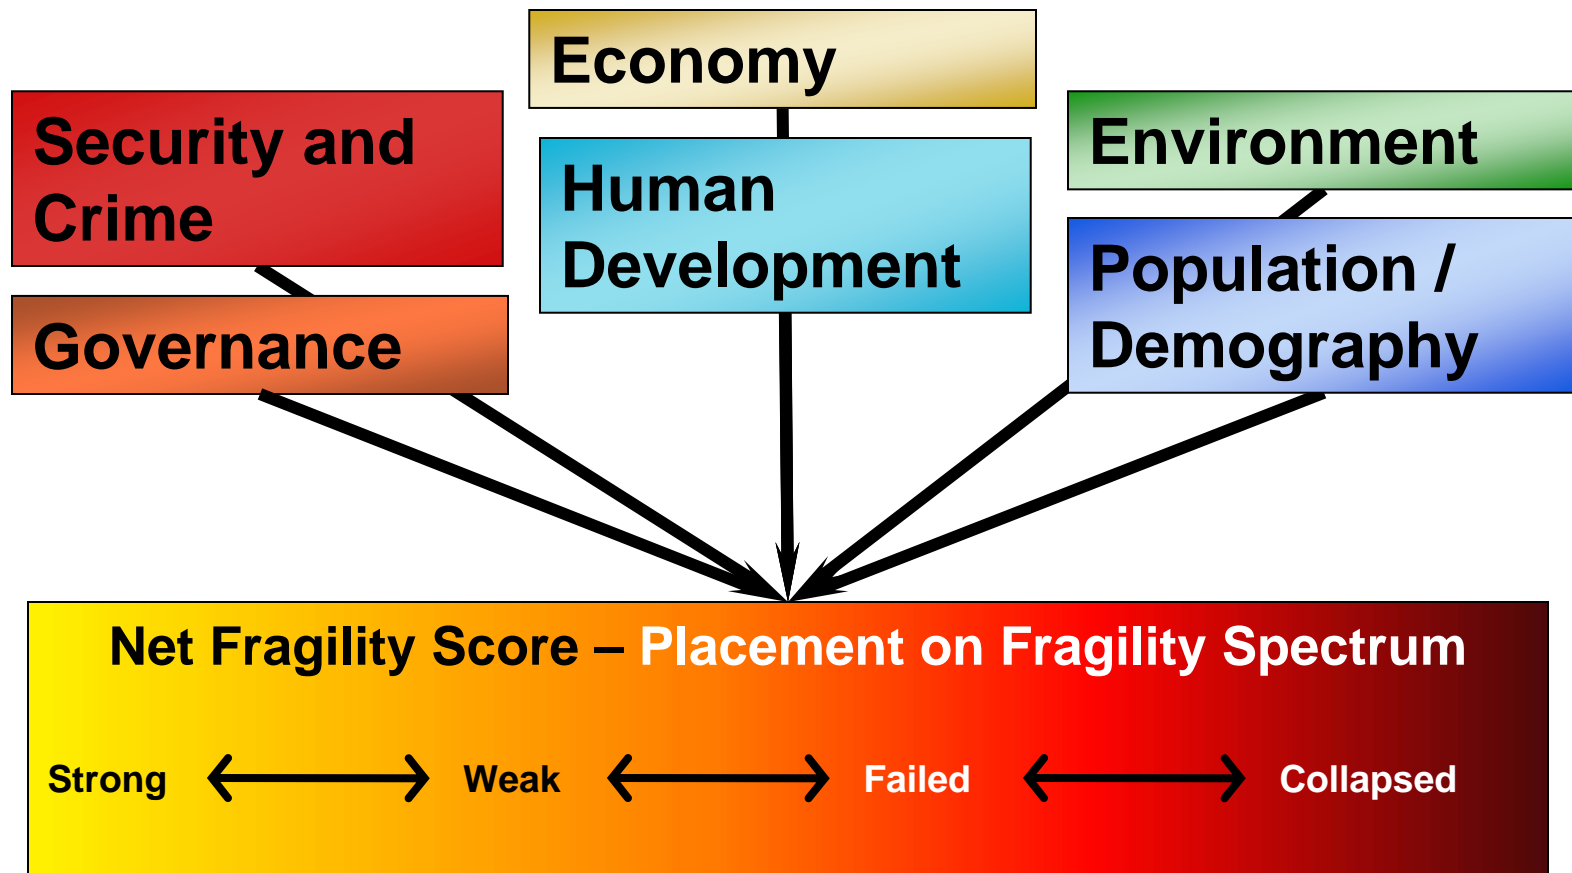 Economy
Security and
Crime
Human
Development
Environment
Governance
Population /
Demography
Net Fragility Score – Placement on Fragility Spectrum
Strong
Weak
Failed
Collapsed